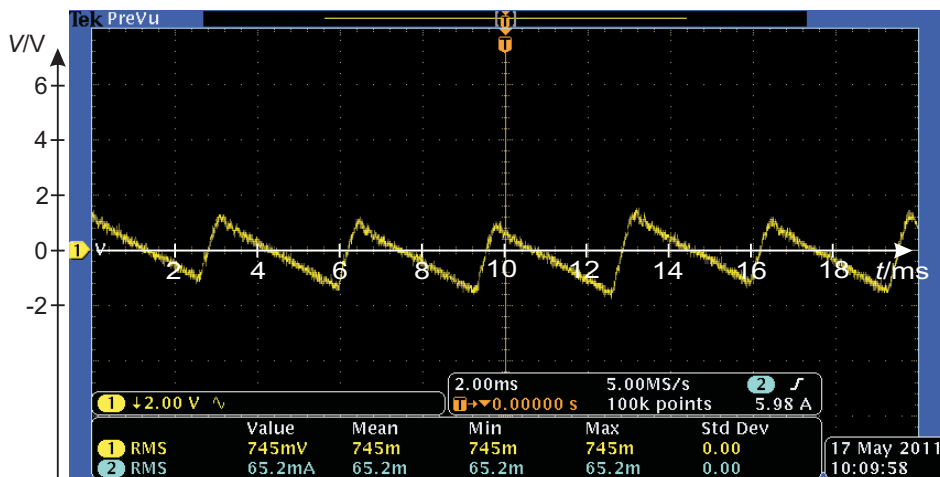 Tek PreVu
T
T
V/V
6
4
2
0
-2
1
V
2 4 6 8 10 12 14 16 18 t/ms
1 ↓2.00 V ∿
2.00ms 5.00MS/s 2 ƒ
T→▼0.00000 s 100k points 5.98 A
Value Mean Min Max Std Dev
1 RMS 745mV 745m 745m 745m 0.00
2 RMS 65.2mA 65.2m 65.2m 65.2m 0.00
17 May 2011
10:09:58